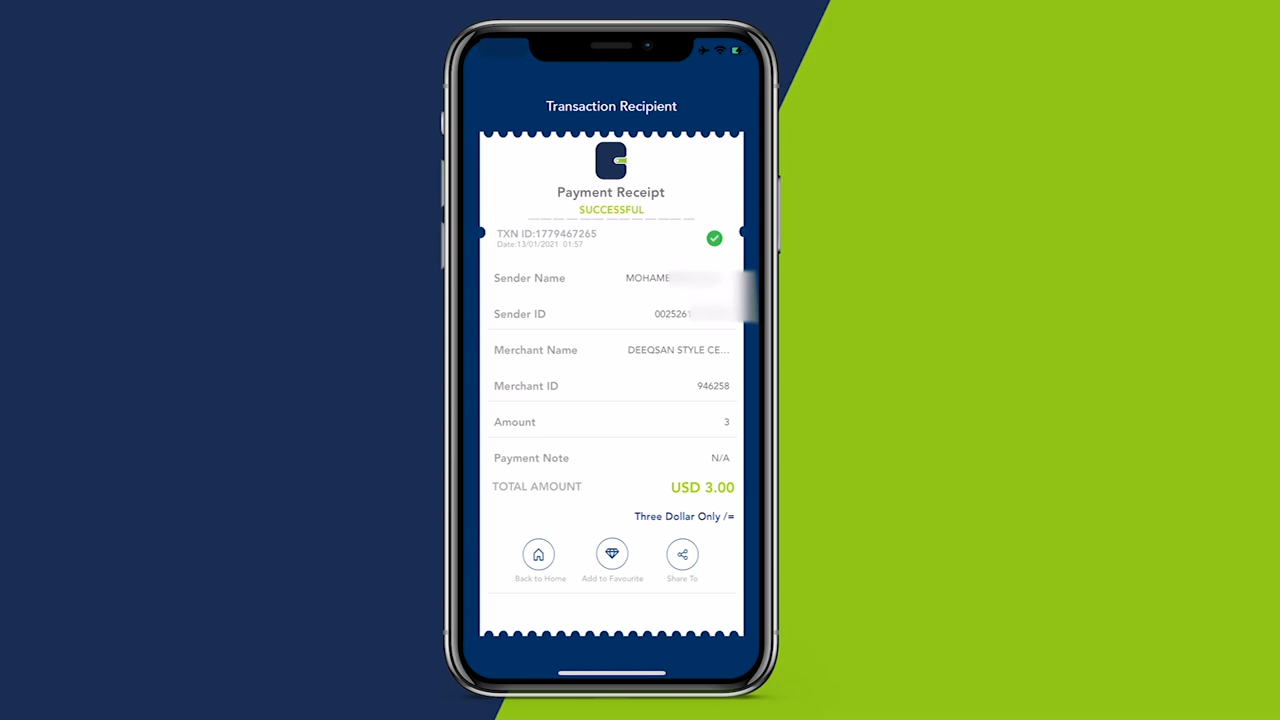 Transaction Recipient
Payment Receipt
SUCCESSFUL
TXN ID:1779467265
Date:13/01/2021 01:57
Sender Name MOHAME
Sender ID 0025261
Merchant Name DEEQSAN STYLE CE...
Merchant ID 946258
Amount 3
Payment Note N/A
TOTAL AMOUNT USD 3.00
Three Dollar Only /=
Back to Home Add to Favourite Share To